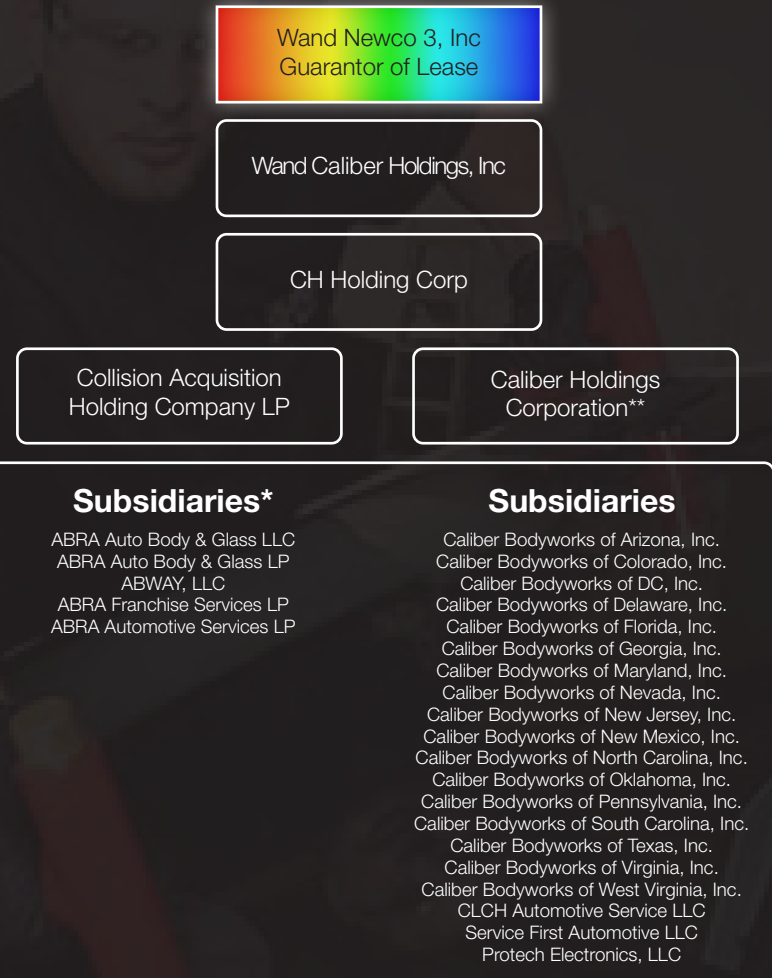 Wand Newco 3, Inc
Guarantor of Lease
Wand Caliber Holdings, Inc
CH Holding Corp
Collision Acquisition
Holding Company LP
Caliber Holdings
Corporation**
Subsidiaries*
ABRA Auto Body & Glass LLC
ABRA Auto Body & Glass LP
ABWAY, LLC
ABRA Franchise Services LP
ABRA Automotive Services LP
Subsidiaries
Caliber Bodyworks of Arizona, Inc.
Caliber Bodyworks of Colorado, Inc.
Caliber Bodyworks of DC, Inc.
Caliber Bodyworks of Delaware, Inc.
Caliber Bodyworks of Florida, Inc.
Caliber Bodyworks of Georgia, Inc.
Caliber Bodyworks of Maryland, Inc.
Caliber Bodyworks of Nevada, Inc.
Caliber Bodyworks of New Jersey, Inc.
Caliber Bodyworks of New Mexico, Inc.
Caliber Bodyworks of North Carolina, Inc.
Caliber Bodyworks of Oklahoma, Inc.
Caliber Bodyworks of Pennsylvania, Inc.
Caliber Bodyworks of South Carolina, Inc.
Caliber Bodyworks of Texas, Inc.
Caliber Bodyworks of Virginia, Inc.
Caliber Bodyworks of West Virginia, Inc.
CLCH Automotive Service LLC
Service First Automotive LLC
Protech Electronics, LLC